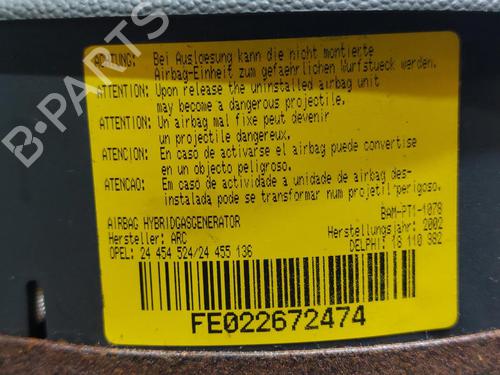 ACHTUNG: Bei Ausloesung kann die nicht montierte
Airbag-Einheit zum gefaehrlichen Wurfstueck werden.
ATTENTION: Upon release the uninstalled airbag unit
may become a dangerous projectile.
ATTENTION: Un airbag mal fixe peut devenir
un projectile dangereux.
ATENCION: En caso de activarse el airbag puede convertise
en un objecto peligroso.
ATENCAO: Em caso de actividade a unidade de airbag des-
instalada pode se transformar num projetil perigoso.
AIRBAG HYBRIDGASGENERATOR BAM-PT1-1078
Hersteller: ARC Herstellungsjahr: 2002
OPEL: 24 454 524/24 455 136 DELPHI: 18 110 982
FE022672474
B-PARTS